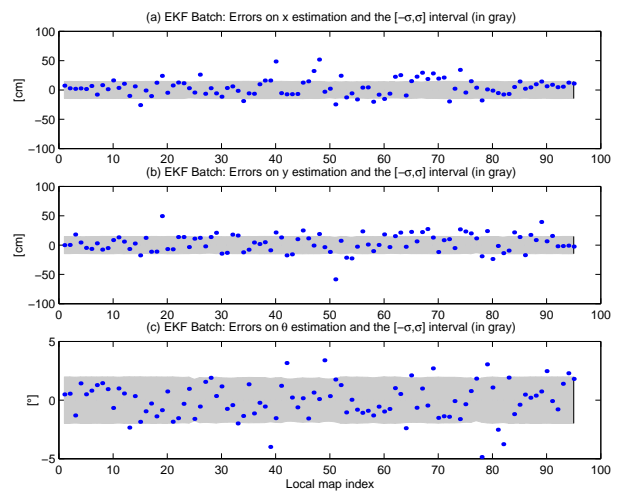 (a) EKF Batch: Errors on x estimation and the [-σ,σ] interval (in gray)
100
50
0
−50
−100
[cm]
0 10 20 30 40 50 60 70 80 90 100
(b) EKF Batch: Errors on y estimation and the [-σ,σ] interval (in gray)
100
50
0
−50
−100
[cm]
0 10 20 30 40 50 60 70 80 90 100
(c) EKF Batch: Errors on θ estimation and the [-σ,σ] interval (in gray)
5
0
−5
[°]
0 10 20 30 40 50 60 70 80 90 100
Local map index